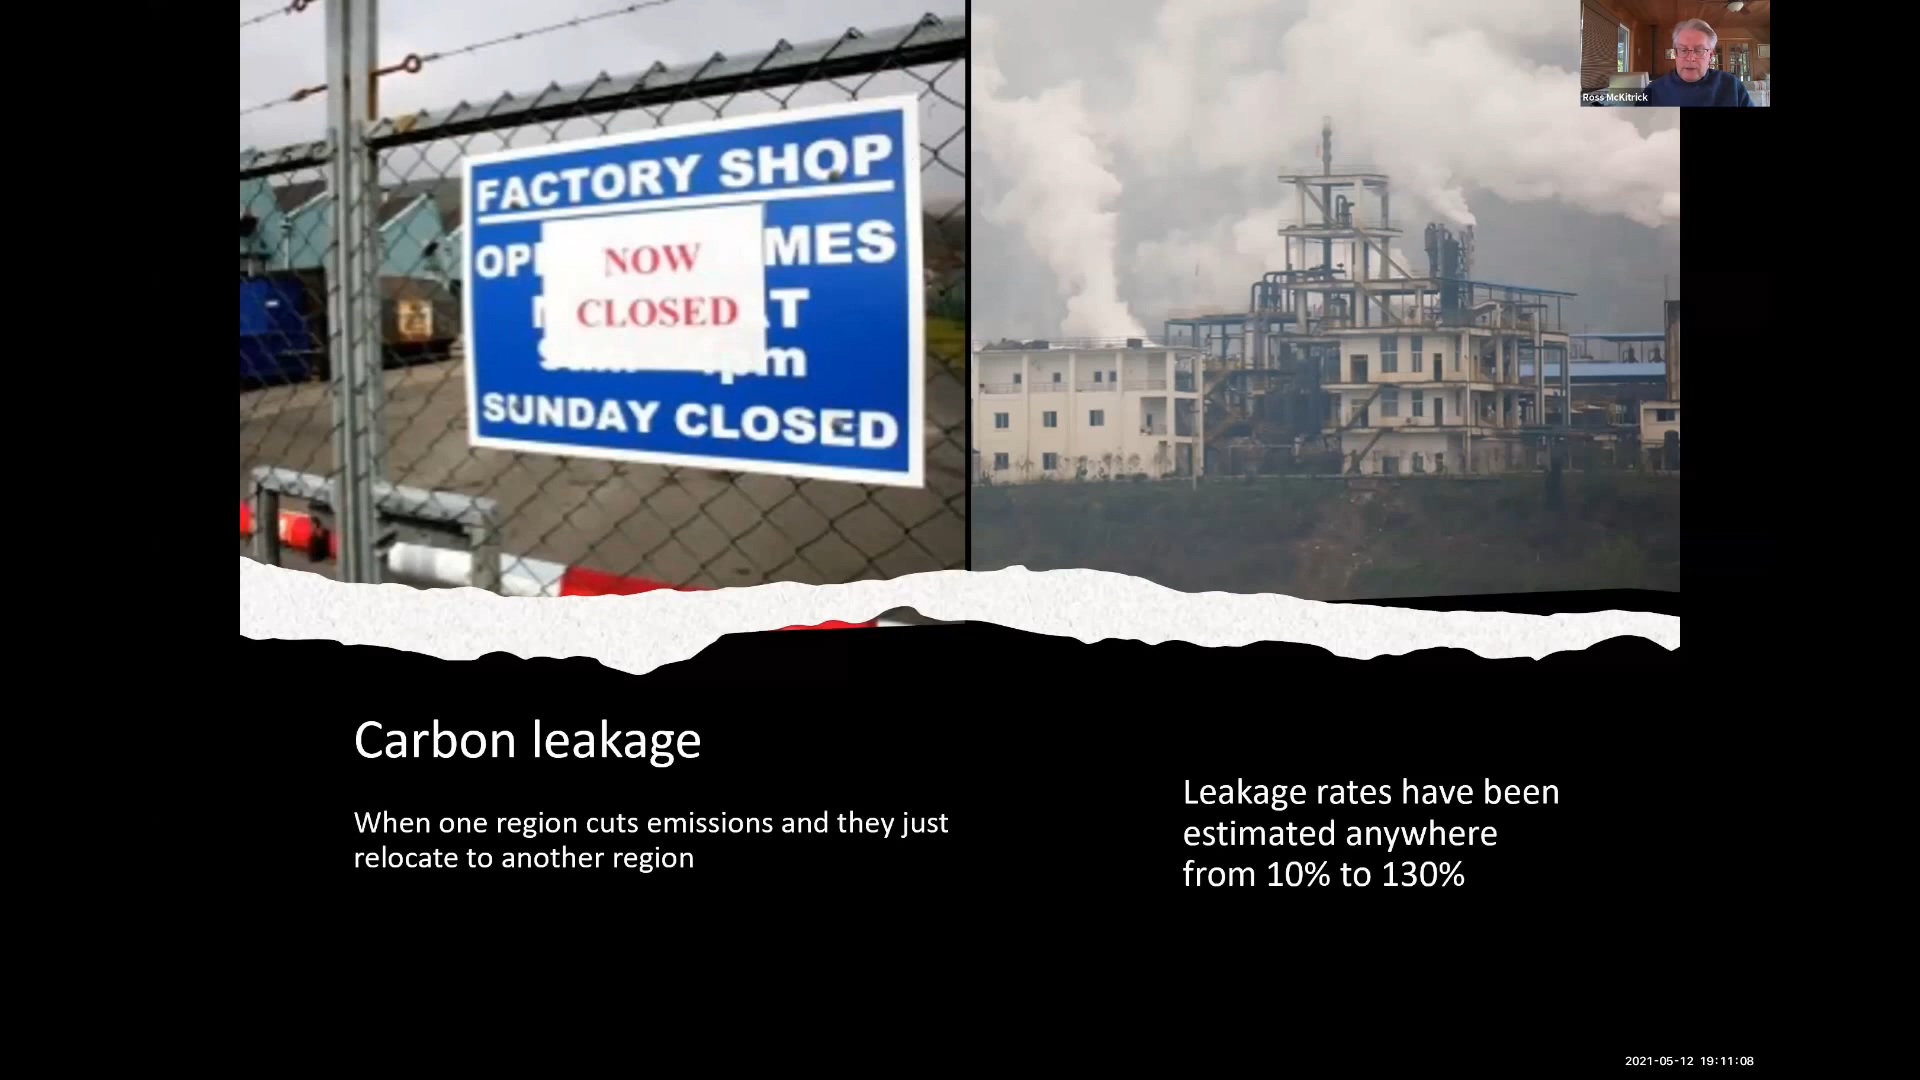 Ross McKitrick
FACTORY SHOP
NOW
CLOSED
SUNDAY CLOSED
Carbon leakage
When one region cuts emissions and they just
relocate to another region
Leakage rates have been
estimated anywhere
from 10% to 130%
2021-05-12 19:11:08